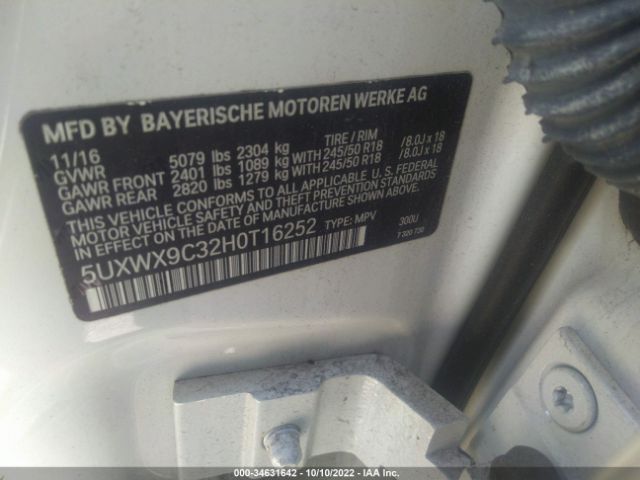 MFD BY BAYERISCHE MOTOREN WERKE AG
11/16 TIRE / RIM
GVWR 5079 lbs 2304 kg
GAWR FRONT 2401 lbs 1089 kg WITH 245/50 R18 /8.0J x 18
GAWR REAR 2820 lbs 1279 kg WITH 245/50 R18 /8.0J x 18
THIS VEHICLE CONFORMS TO ALL APPLICABLE U.S. FEDERAL
MOTOR VEHICLE SAFETY AND THEFT PREVENTION STANDARDS
IN EFFECT ON THE DATE OF MANUFACTURE SHOWN ABOVE.
5UXWX9C32H0T16252 TYPE: MPV 300U
7 320 730
000-34631642 - 10/10/2022 - IAA Inc.